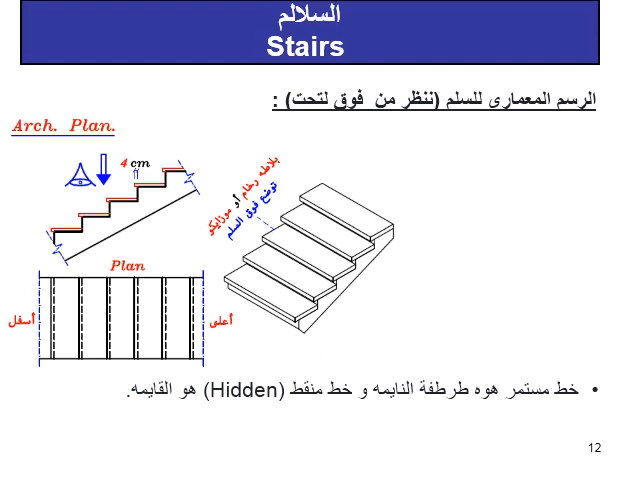 السلالم
Stairs
الرسم المعمارى للسلم (ننظر من فوق لتحت) :
Arch. Plan.
4 cm
بلاطه رخام أو موزايكو
توضع فوق السلم
Plan
أسفل
أعلى
• خط مستمر هوه طرطفة النايمه و خط منقط (Hidden) هو القايمه.
12